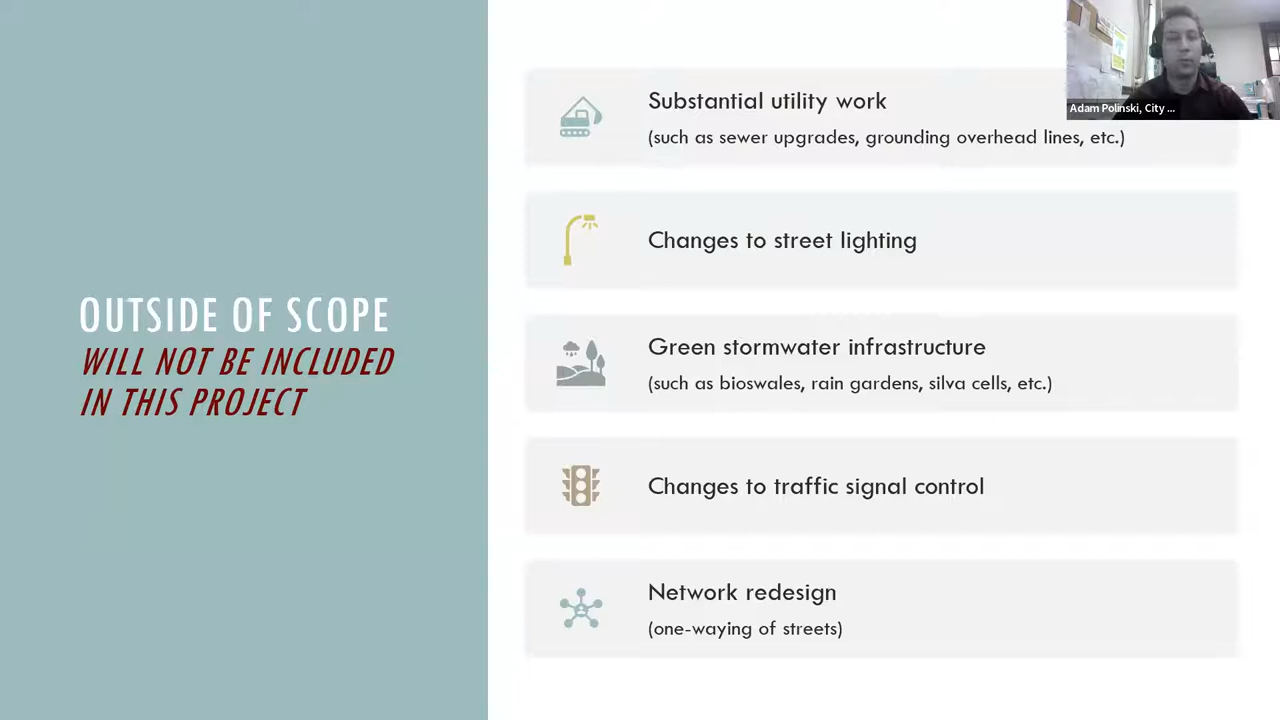 OUTSIDE OF SCOPE
WILL NOT BE INCLUDED
IN THIS PROJECT
Substantial utility work
(such as sewer upgrades, grounding overhead lines, etc.)
Changes to street lighting
Green stormwater infrastructure
(such as bioswales, rain gardens, silva cells, etc.)
Changes to traffic signal control
Network redesign
(one-waying of streets)
Adam Polinski, City ...